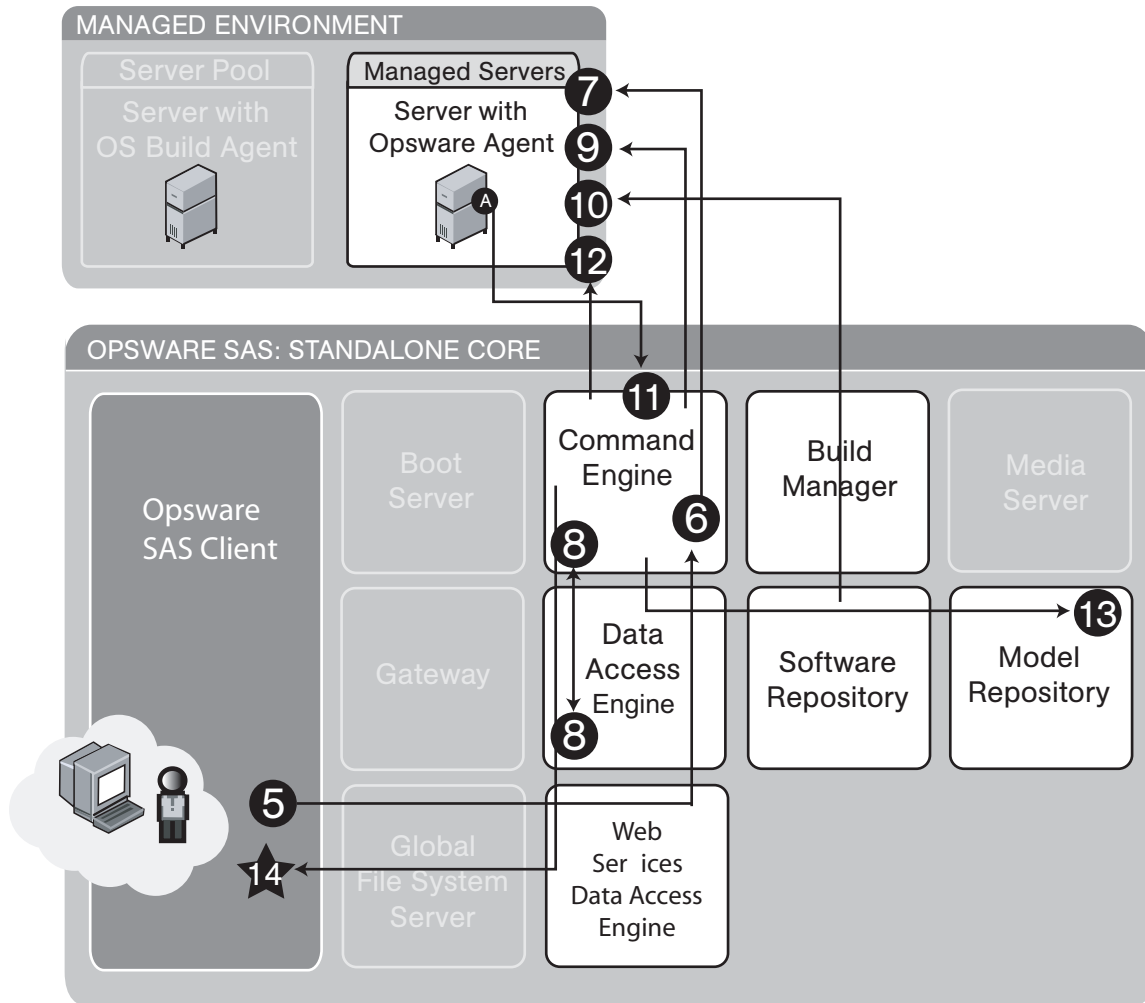 MANAGED ENVIRONMENT
Server Pool
Server with
OS Build Agent
Managed Servers
Server with
Opsware Agent
A
7
9
10
12
OPSWARE SAS: STANDALONE CORE
Opsware
SAS Client
5
14
Boot
Server
Gateway
Global
File System
Server
11
Command
Engine
6
8
Data
Access
Engine
8
Web
Ser ices
Data Access
Engine
Build
Manager
Software
Repository
Media
Server
13
Model
Repository